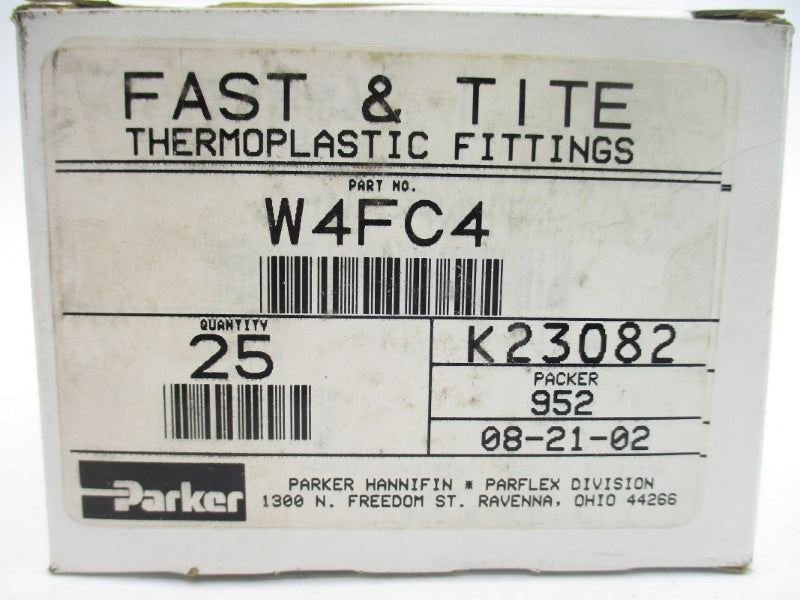 FAST & TITE
THERMOPLASTIC FITTINGS
PART NO.
W4FC4
QUANTITY
25
K23082
PACKER
952
08-21-02
Parker
PARKER HANNIFIN * PARFLEX DIVISION
1300 N. FREEDOM ST. RAVENNA, OHIO 44266